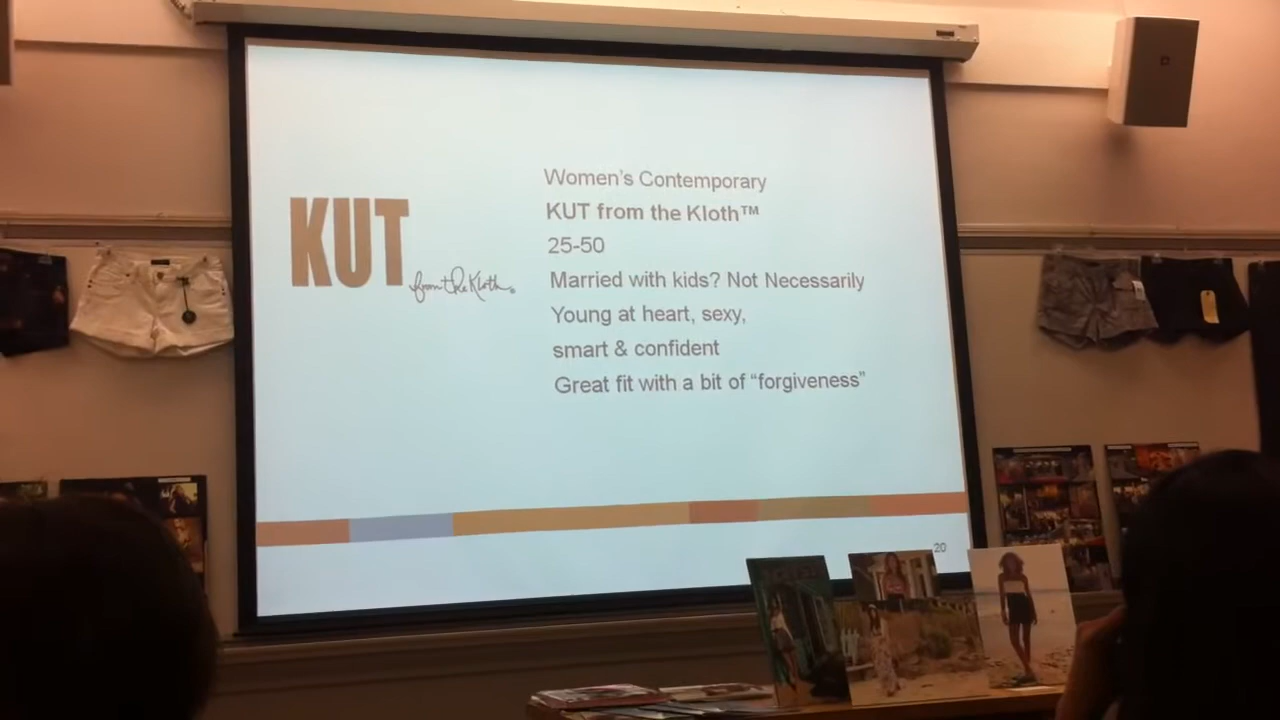 Women's Contemporary
KUT from the Kloth™
25-50
Married with kids? Not Necessarily
Young at heart, sexy,
smart & confident
Great fit with a bit of “forgiveness”
KUT
from the Kloth®
20